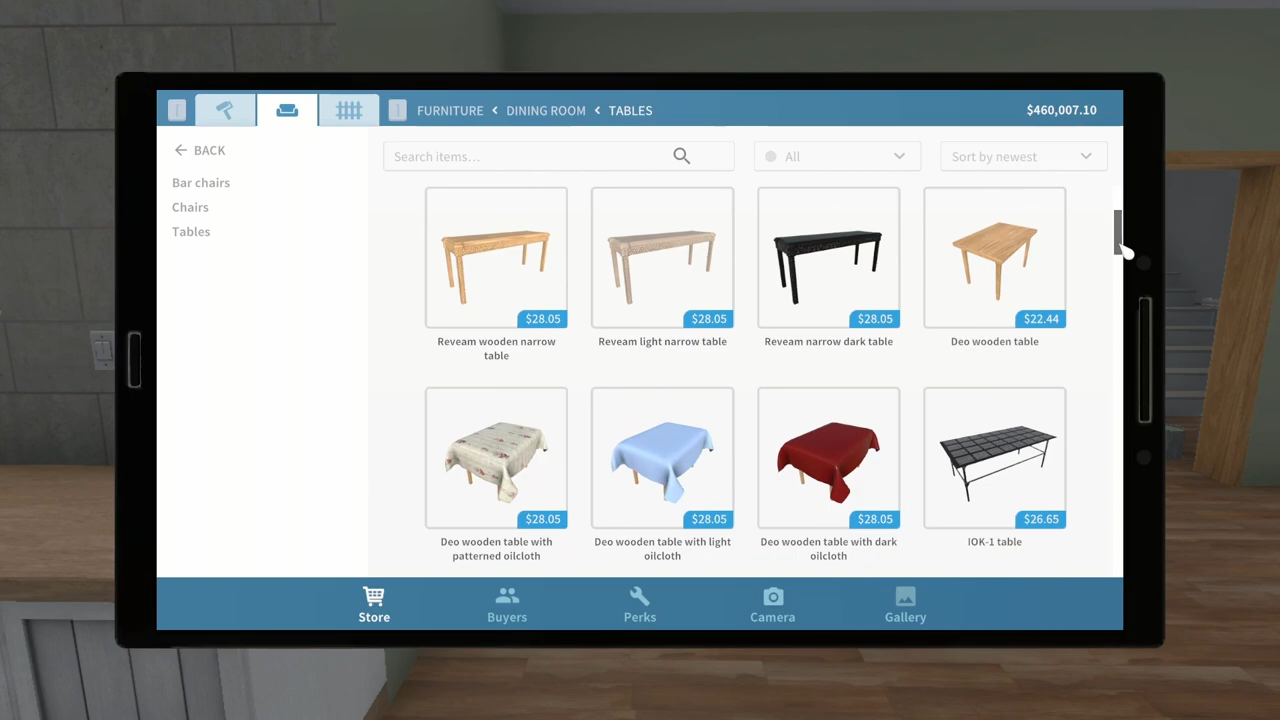 FURNITURE < DINING ROOM < TABLES
$460,007.10
BACK
Search items...
All
Sort by newest
Bar chairs
Chairs
Tables
$28.05
$28.05
$28.05
$22.44
Reveam wooden narrow
table
Reveam light narrow table
Reveam narrow dark table
Deo wooden table
$28.05
$28.05
$28.05
$26.65
Deo wooden table with
patterned oilcloth
Deo wooden table with light
oilcloth
Deo wooden table with dark
oilcloth
IOK-1 table
Store
Buyers
Perks
Camera
Gallery